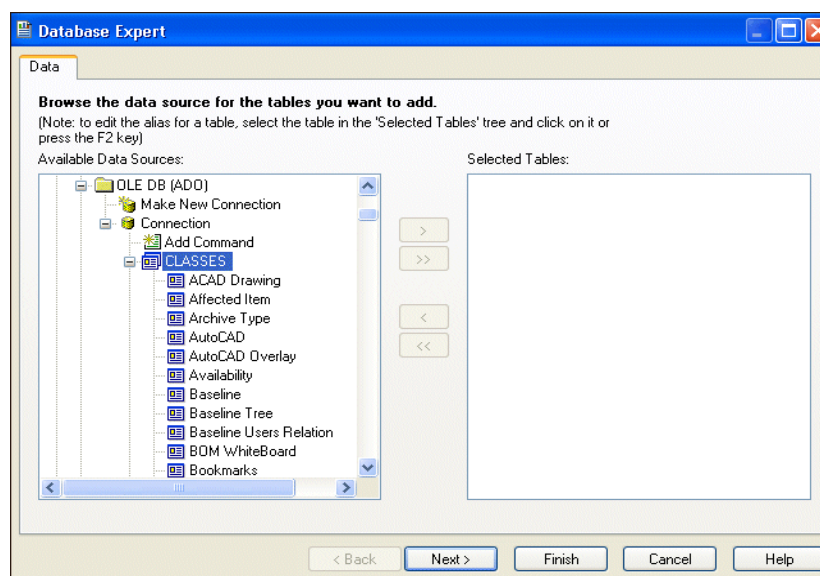 Database Expert
Data
Browse the data source for the tables you want to add.
(Note: to edit the alias for a table, select the table in the 'Selected Tables' tree and click on it or
press the F2 key)
Available Data Sources:
Selected Tables:
OLE DB (ADO)
Make New Connection
Connection
Add Command
CLASSES
ACAD Drawing
Affected Item
Archive Type
AutoCAD
AutoCAD Overlay
Availability
Baseline
Baseline Tree
Baseline Users Relation
BOM WhiteBoard
Bookmarks
>
>>
<
<<
< Back
Next >
Finish
Cancel
Help